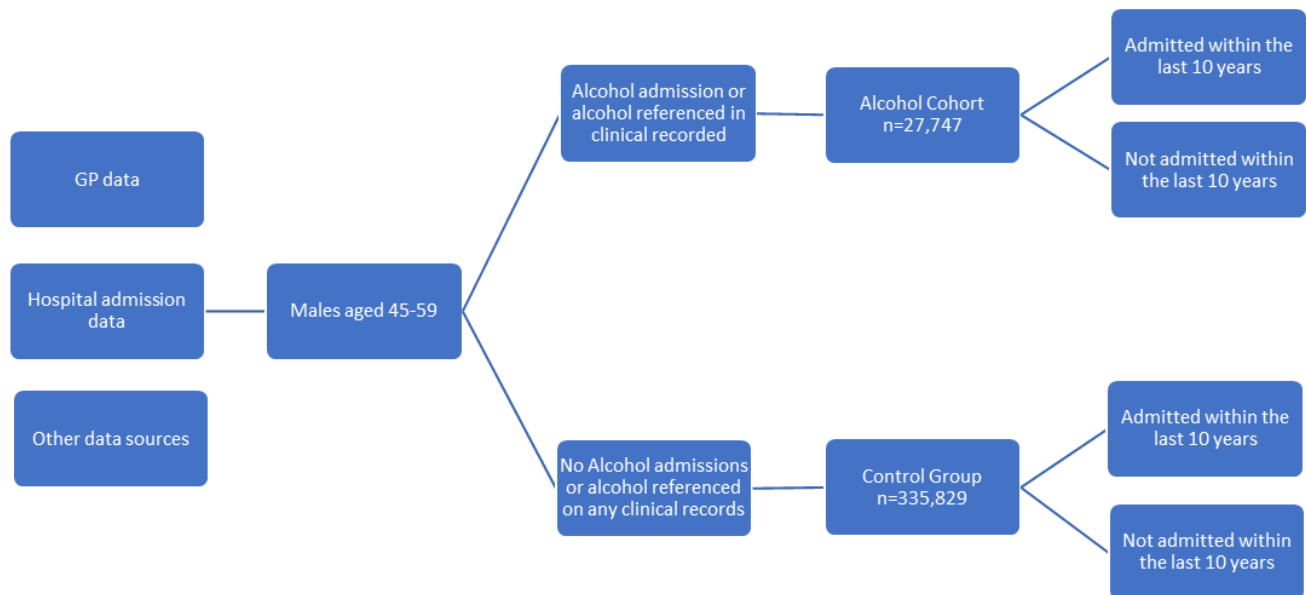 GP data
Hospital admission
data
Other data sources
Males aged 45-59
Alcohol admission or
alcohol referenced in
clinical recorded
Alcohol Cohort
n=27,747
Admitted within the
last 10 years
Not admitted within
the last 10 years
No Alcohol admissions
or alcohol referenced
on any clinical records
Control Group
n=335,829
Admitted within the
last 10 years
Not admitted within
the last 10 years